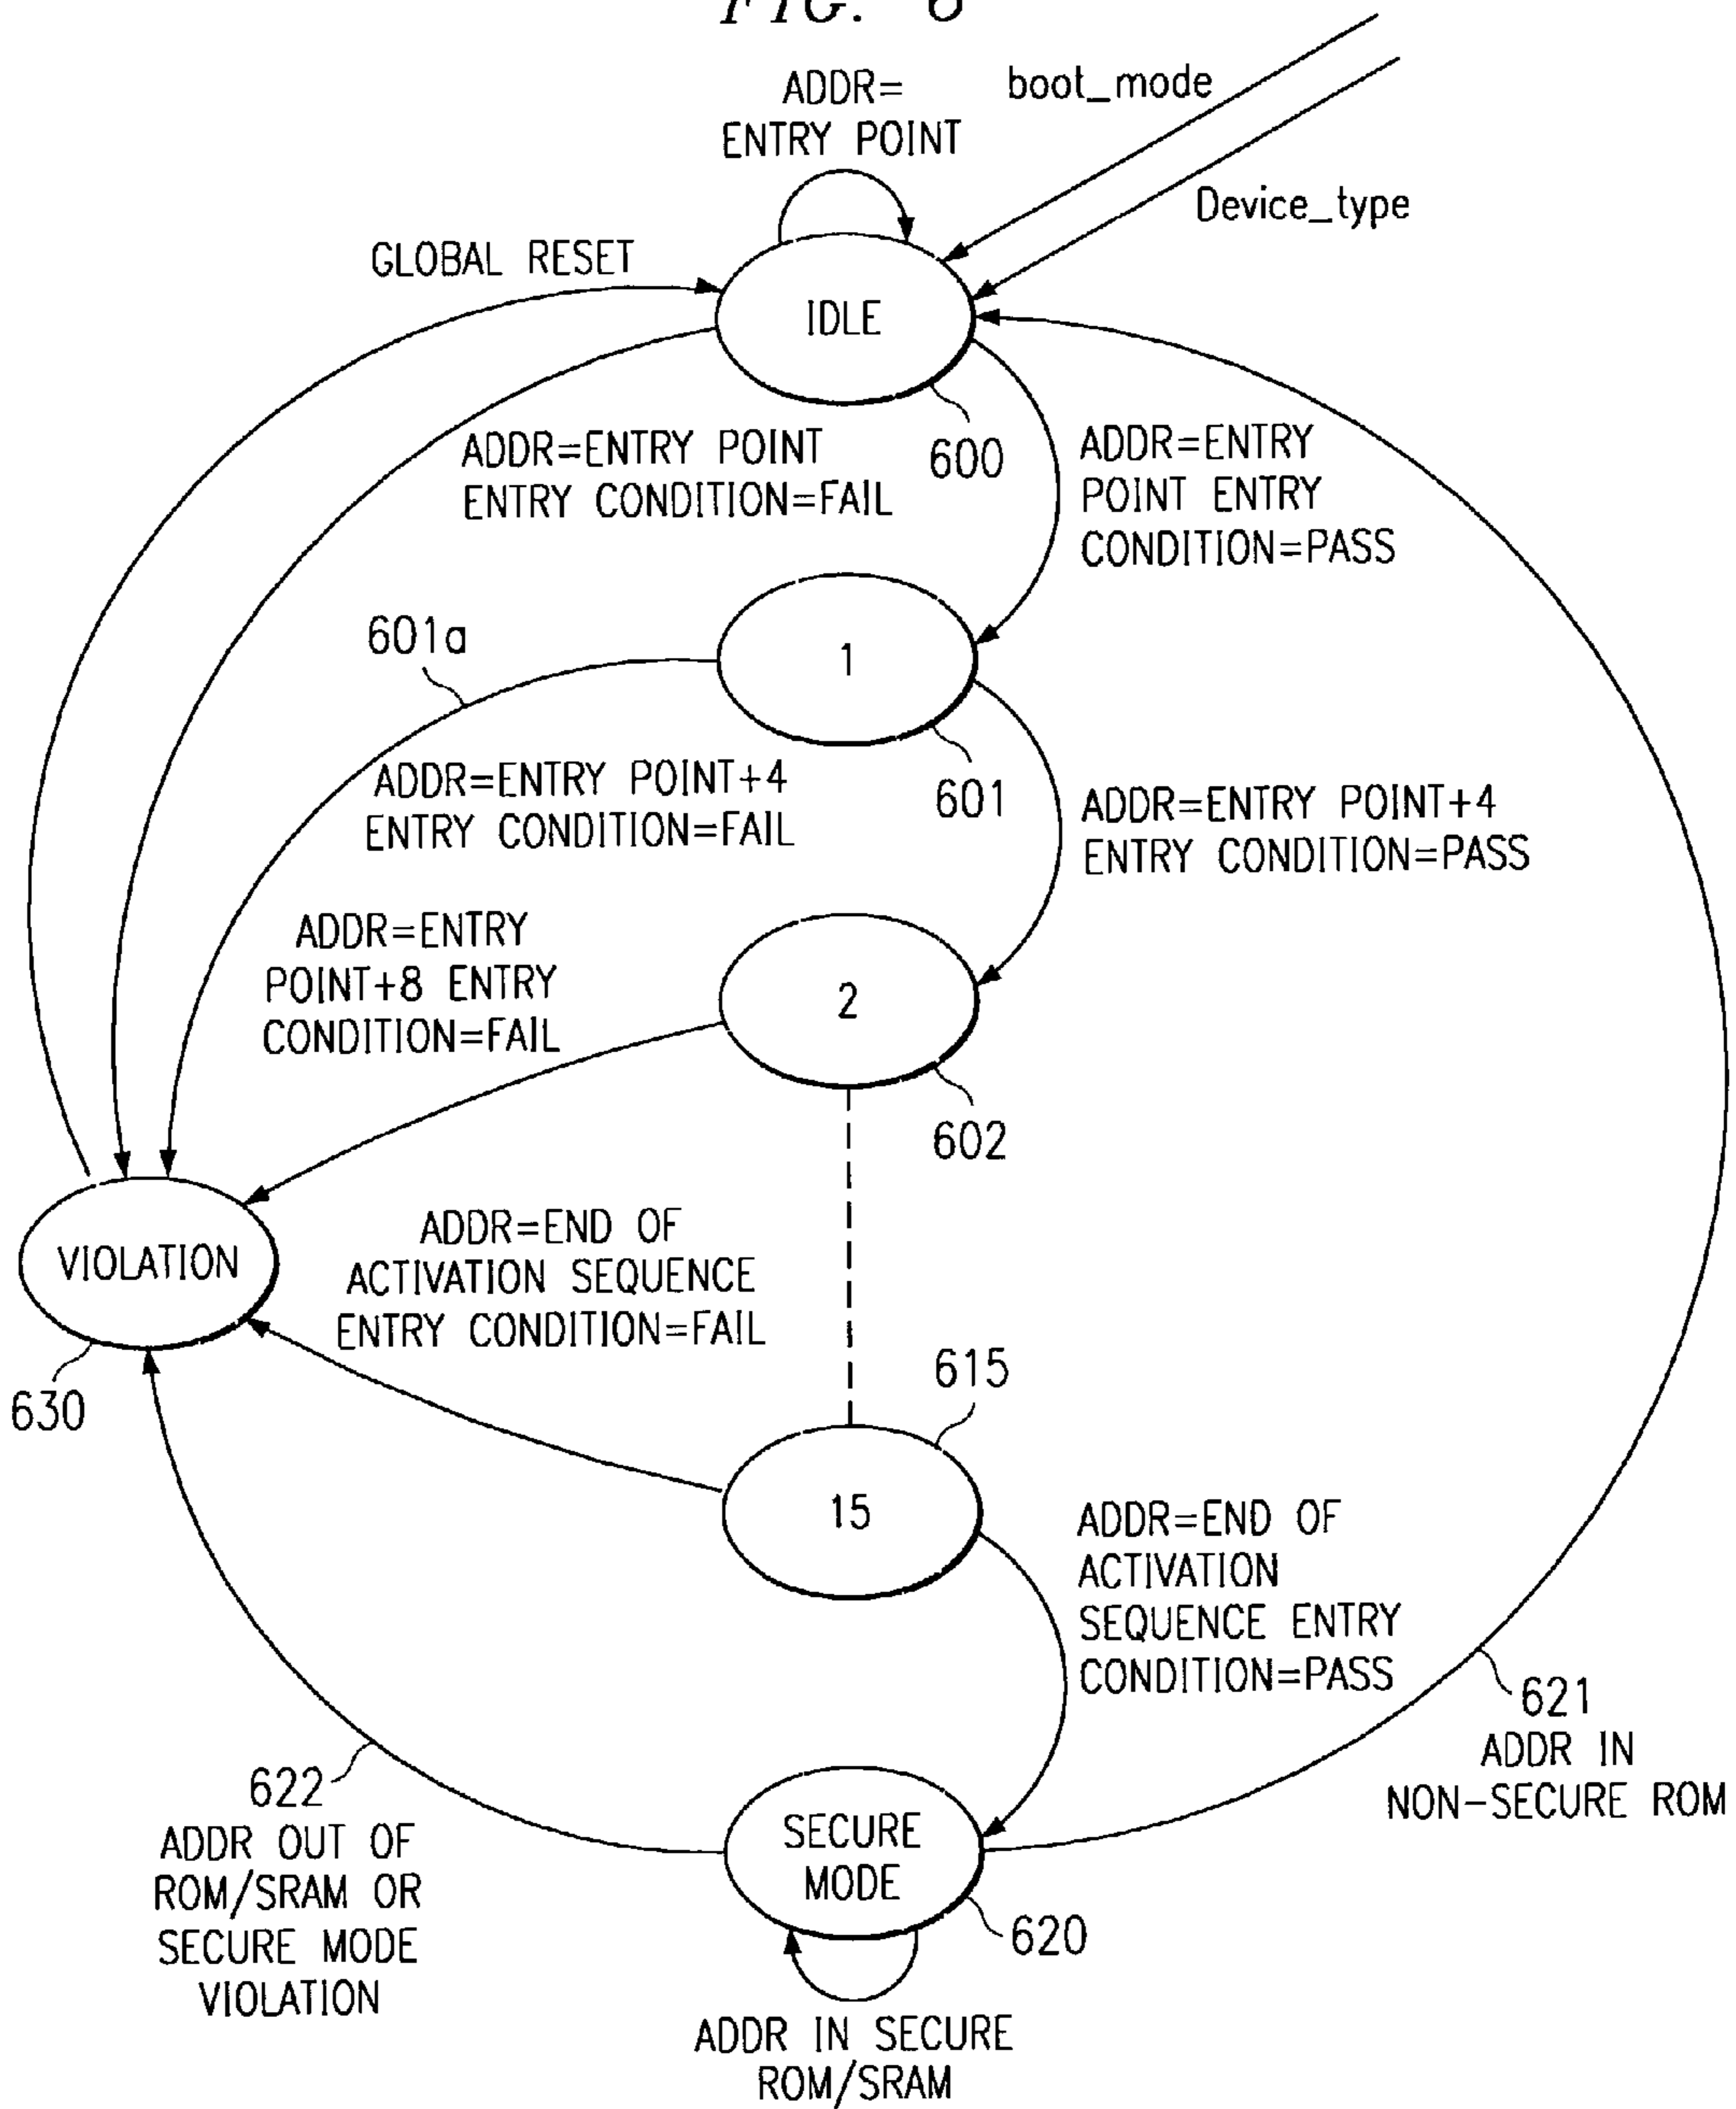 FIG. 6
ADDR=
ENTRY POINT
boot_mode
Device_type
GLOBAL RESET
IDLE
600
ADDR=ENTRY POINT
ENTRY CONDITION=FAIL
ADDR=ENTRY
POINT ENTRY
CONDITION=PASS
601a
1
601
ADDR=ENTRY POINT+4
ENTRY CONDITION=FAIL
ADDR=ENTRY POINT+4
ENTRY CONDITION=PASS
ADDR=ENTRY
POINT+8 ENTRY
CONDITION=FAIL
2
602
VIOLATION
630
ADDR=END OF
ACTIVATION SEQUENCE
ENTRY CONDITION=FAIL
615
15
ADDR=END OF
ACTIVATION
SEQUENCE ENTRY
CONDITION=PASS
621
ADDR IN
NON-SECURE ROM
622
ADDR OUT OF
ROM/SRAM OR
SECURE MODE
VIOLATION
SECURE
MODE
620
ADDR IN SECURE
ROM/SRAM